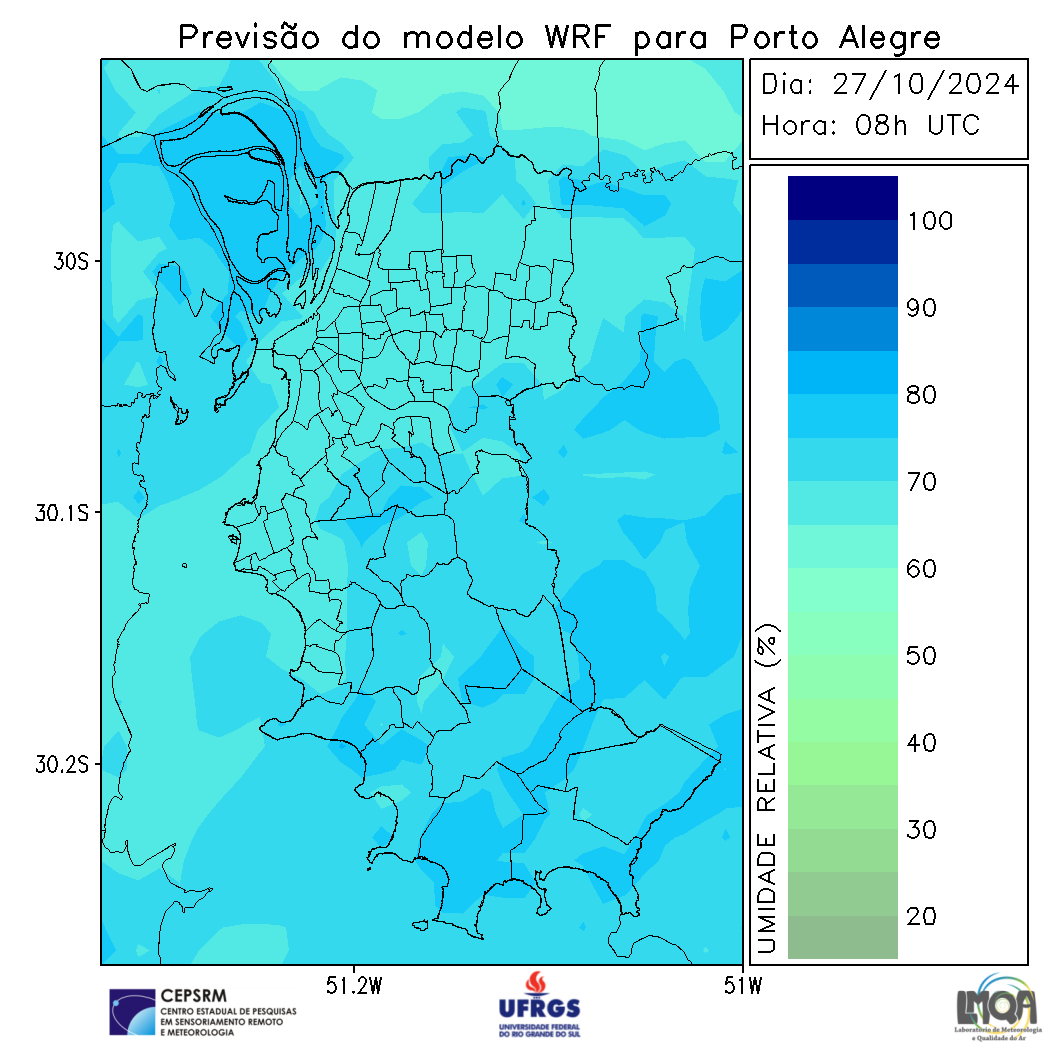 Previsão do modelo WRF para Porto Alegre
Dia: 27/10/2024
Hora: 08h UTC
100
90
80
70
60
50
40
30
20
UMIDADE RELATIVA (%)
30S
30.1S
30.2S
51.2W
51W
CEPSRM
CENTRO ESTADUAL DE PESQUISAS
EM SENSORIAMENTO REMOTO
E METEOROLOGIA
UFRGS
UNIVERSIDADE FEDERAL
DO RIO GRANDE DO SUL
LMQA
Laboratório de Meteorologia
e Qualidade do Ar